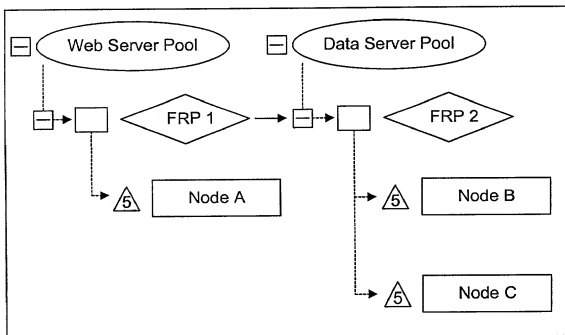 Web Server Pool
Data Server Pool
FRP 1
FRP 2
5
Node A
5
Node B
5
Node C